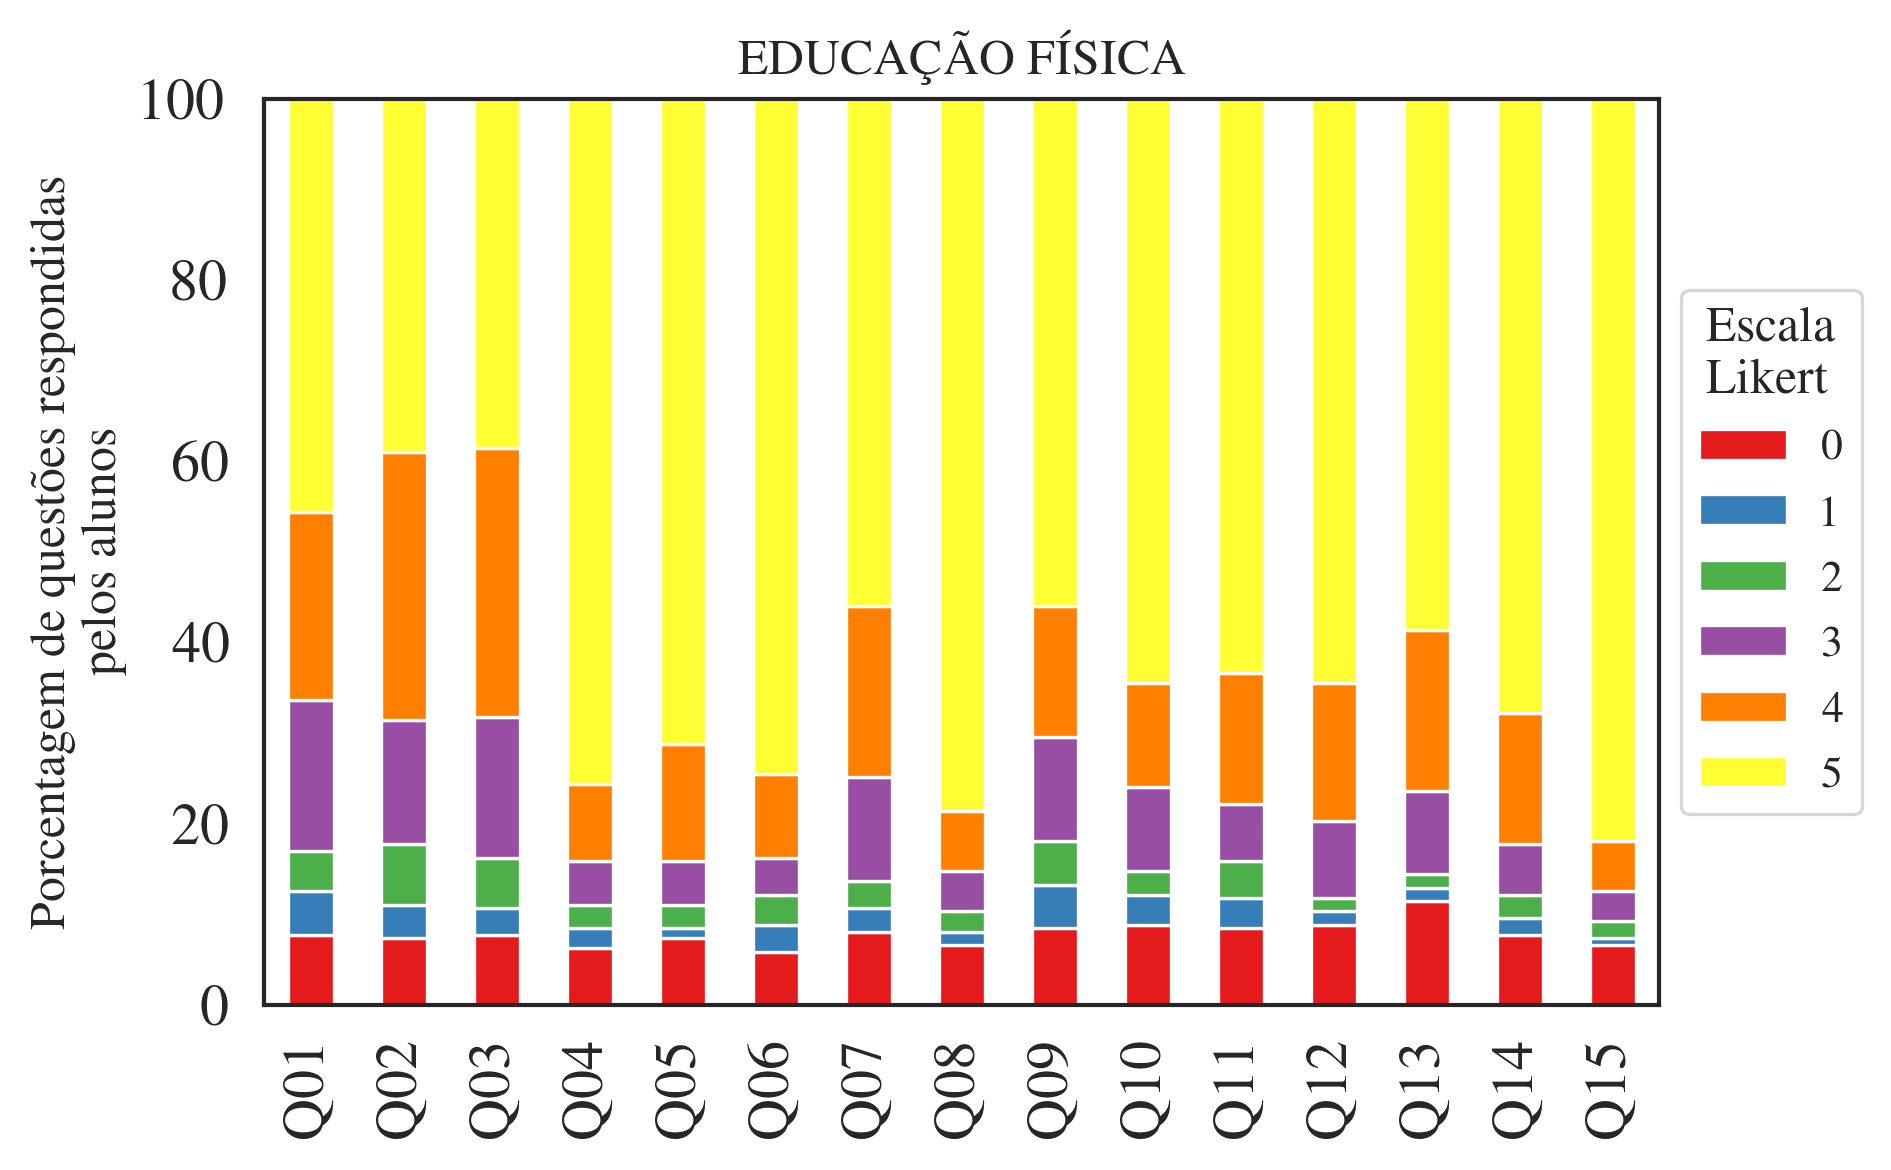 EDUCAÇÃO FÍSICA
Porcentagem de questões respondidas
pelos alunos
100
80
60
40
20
0
Q01
Q02
Q03
Q04
Q05
Q06
Q07
Q08
Q09
Q10
Q11
Q12
Q13
Q14
Q15
Escala
Likert
0
1
2
3
4
5